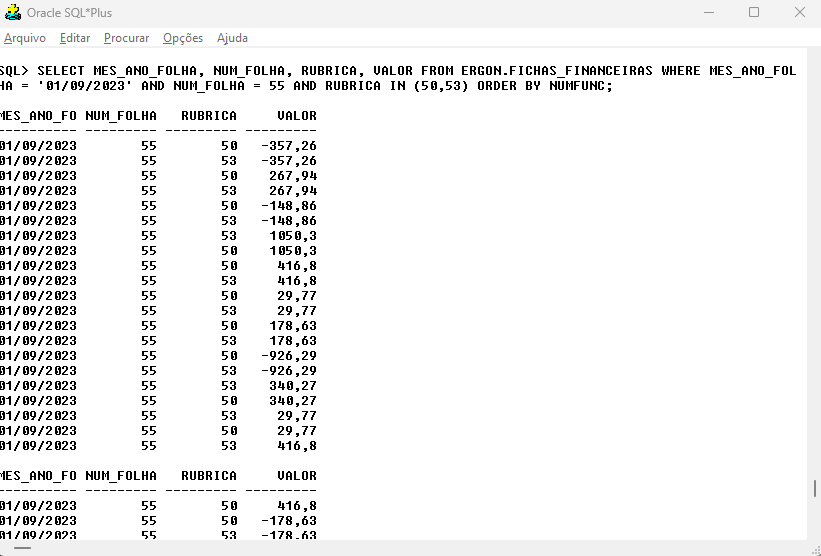 Oracle SQL*Plus
Arquivo Editar Procurar Opções Ajuda
SQL> SELECT MES_ANO_FOLHA, NUM_FOLHA, RUBRICA, VALOR FROM ERGON.FICHAS_FINANCEIRAS WHERE MES_ANO_FOL
HA = '01/09/2023' AND NUM_FOLHA = 55 AND RUBRICA IN (50,53) ORDER BY NUMFUNC;
MES_ANO_FO NUM_FOLHA RUBRICA VALOR
---------- --------- --------- ---------
01/09/2023 55 50 -357,26
01/09/2023 55 53 -357,26
01/09/2023 55 50 267,94
01/09/2023 55 53 267,94
01/09/2023 55 50 -148,86
01/09/2023 55 53 -148,86
01/09/2023 55 53 1050,3
01/09/2023 55 50 1050,3
01/09/2023 55 50 416,8
01/09/2023 55 53 416,8
01/09/2023 55 50 29,77
01/09/2023 55 53 29,77
01/09/2023 55 50 178,63
01/09/2023 55 53 178,63
01/09/2023 55 50 -926,29
01/09/2023 55 53 -926,29
01/09/2023 55 53 340,27
01/09/2023 55 50 340,27
01/09/2023 55 53 29,77
01/09/2023 55 50 29,77
01/09/2023 55 53 416,8
MES_ANO_FO NUM_FOLHA RUBRICA VALOR
---------- --------- --------- ---------
01/09/2023 55 50 416,8
01/09/2023 55 50 -178,63
01/09/2023 55 53 -178,63